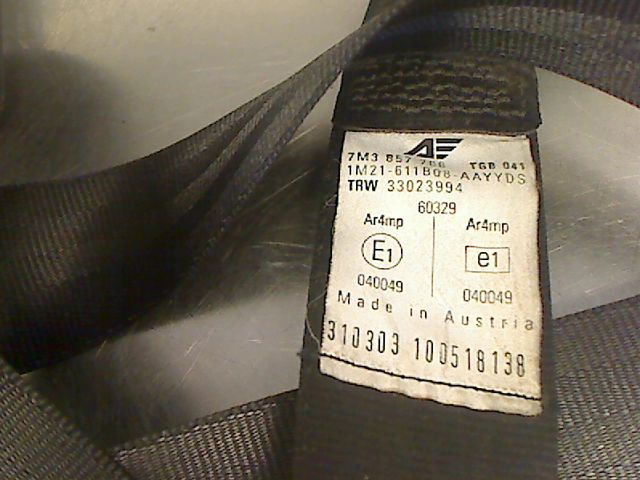 AE
7M3 857 706 TGB 041
1M21-611B08-AAYYDS
TRW 33023994
60329
Ar4mp Ar4mp
E1 e1
040049 040049
Made in Austria
310303 100518138